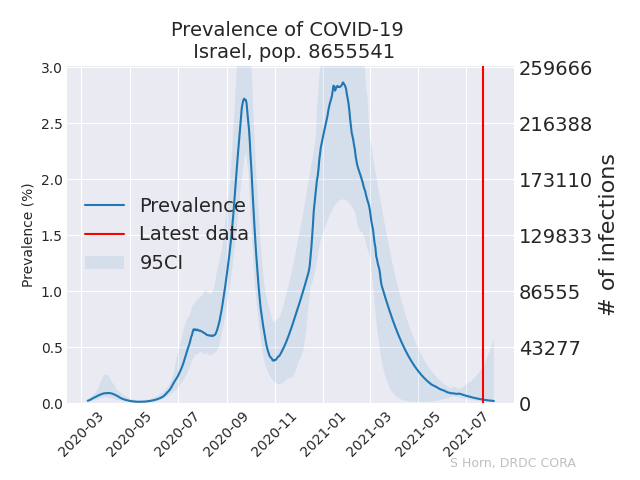 Prevalence of COVID-19
Israel, pop. 8655541
3.0
2.5
2.0
1.5
1.0
0.5
0.0
Prevalence (%)
Prevalence
Latest data
95CI
259666
216388
173110
129833
86555
43277
0
# of infections
2020-03
2020-05
2020-07
2020-09
2020-11
2021-01
2021-03
2021-05
2021-07
S Horn, DRDC CORA